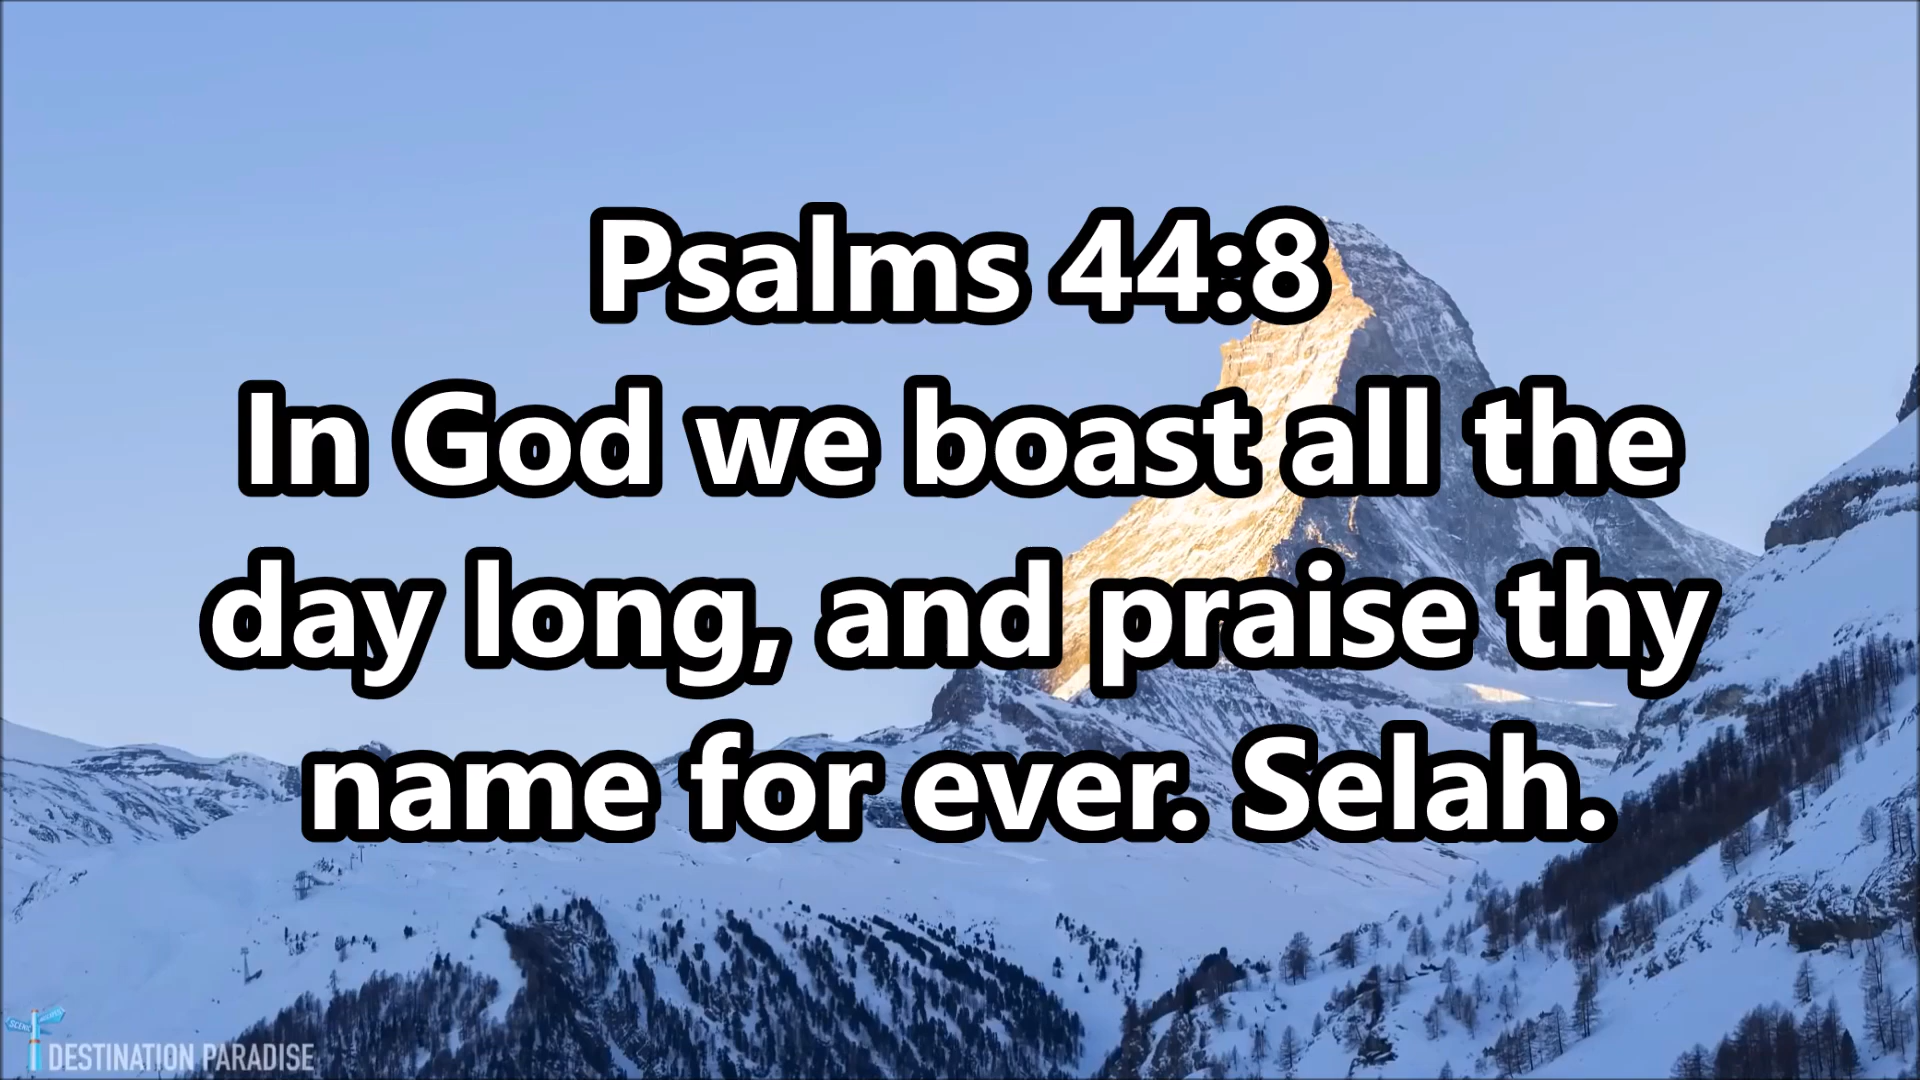 Psalms 44:8
In God we boast all the
day long, and praise thy
name for ever. Selah.
SCENIC
DESTINATION PARADISE